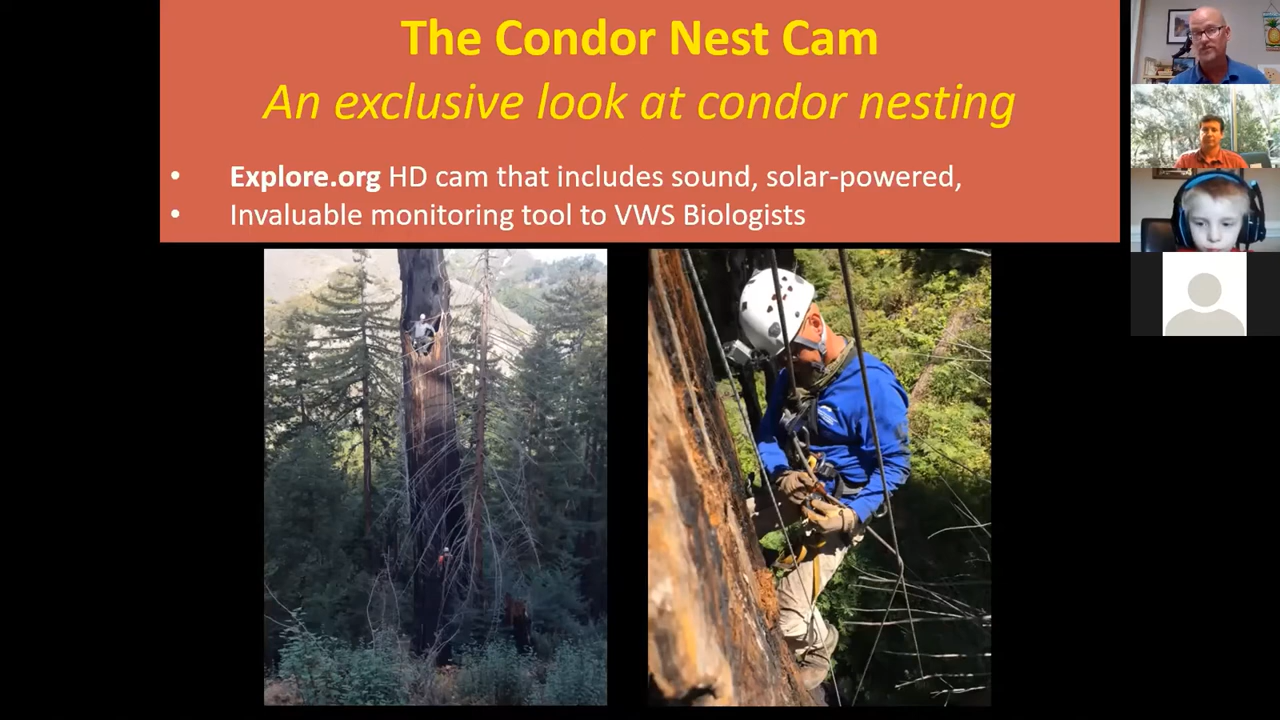 The Condor Nest Cam
An exclusive look at condor nesting
• Explore.org HD cam that includes sound, solar-powered,
• Invaluable monitoring tool to VWS Biologists